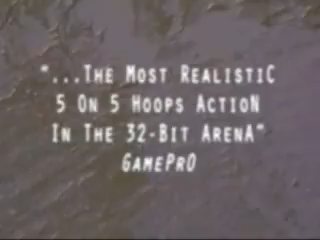 "...The Most Realistic
5 On 5 Hoops Action
In The 32-Bit Arena"
GamePro